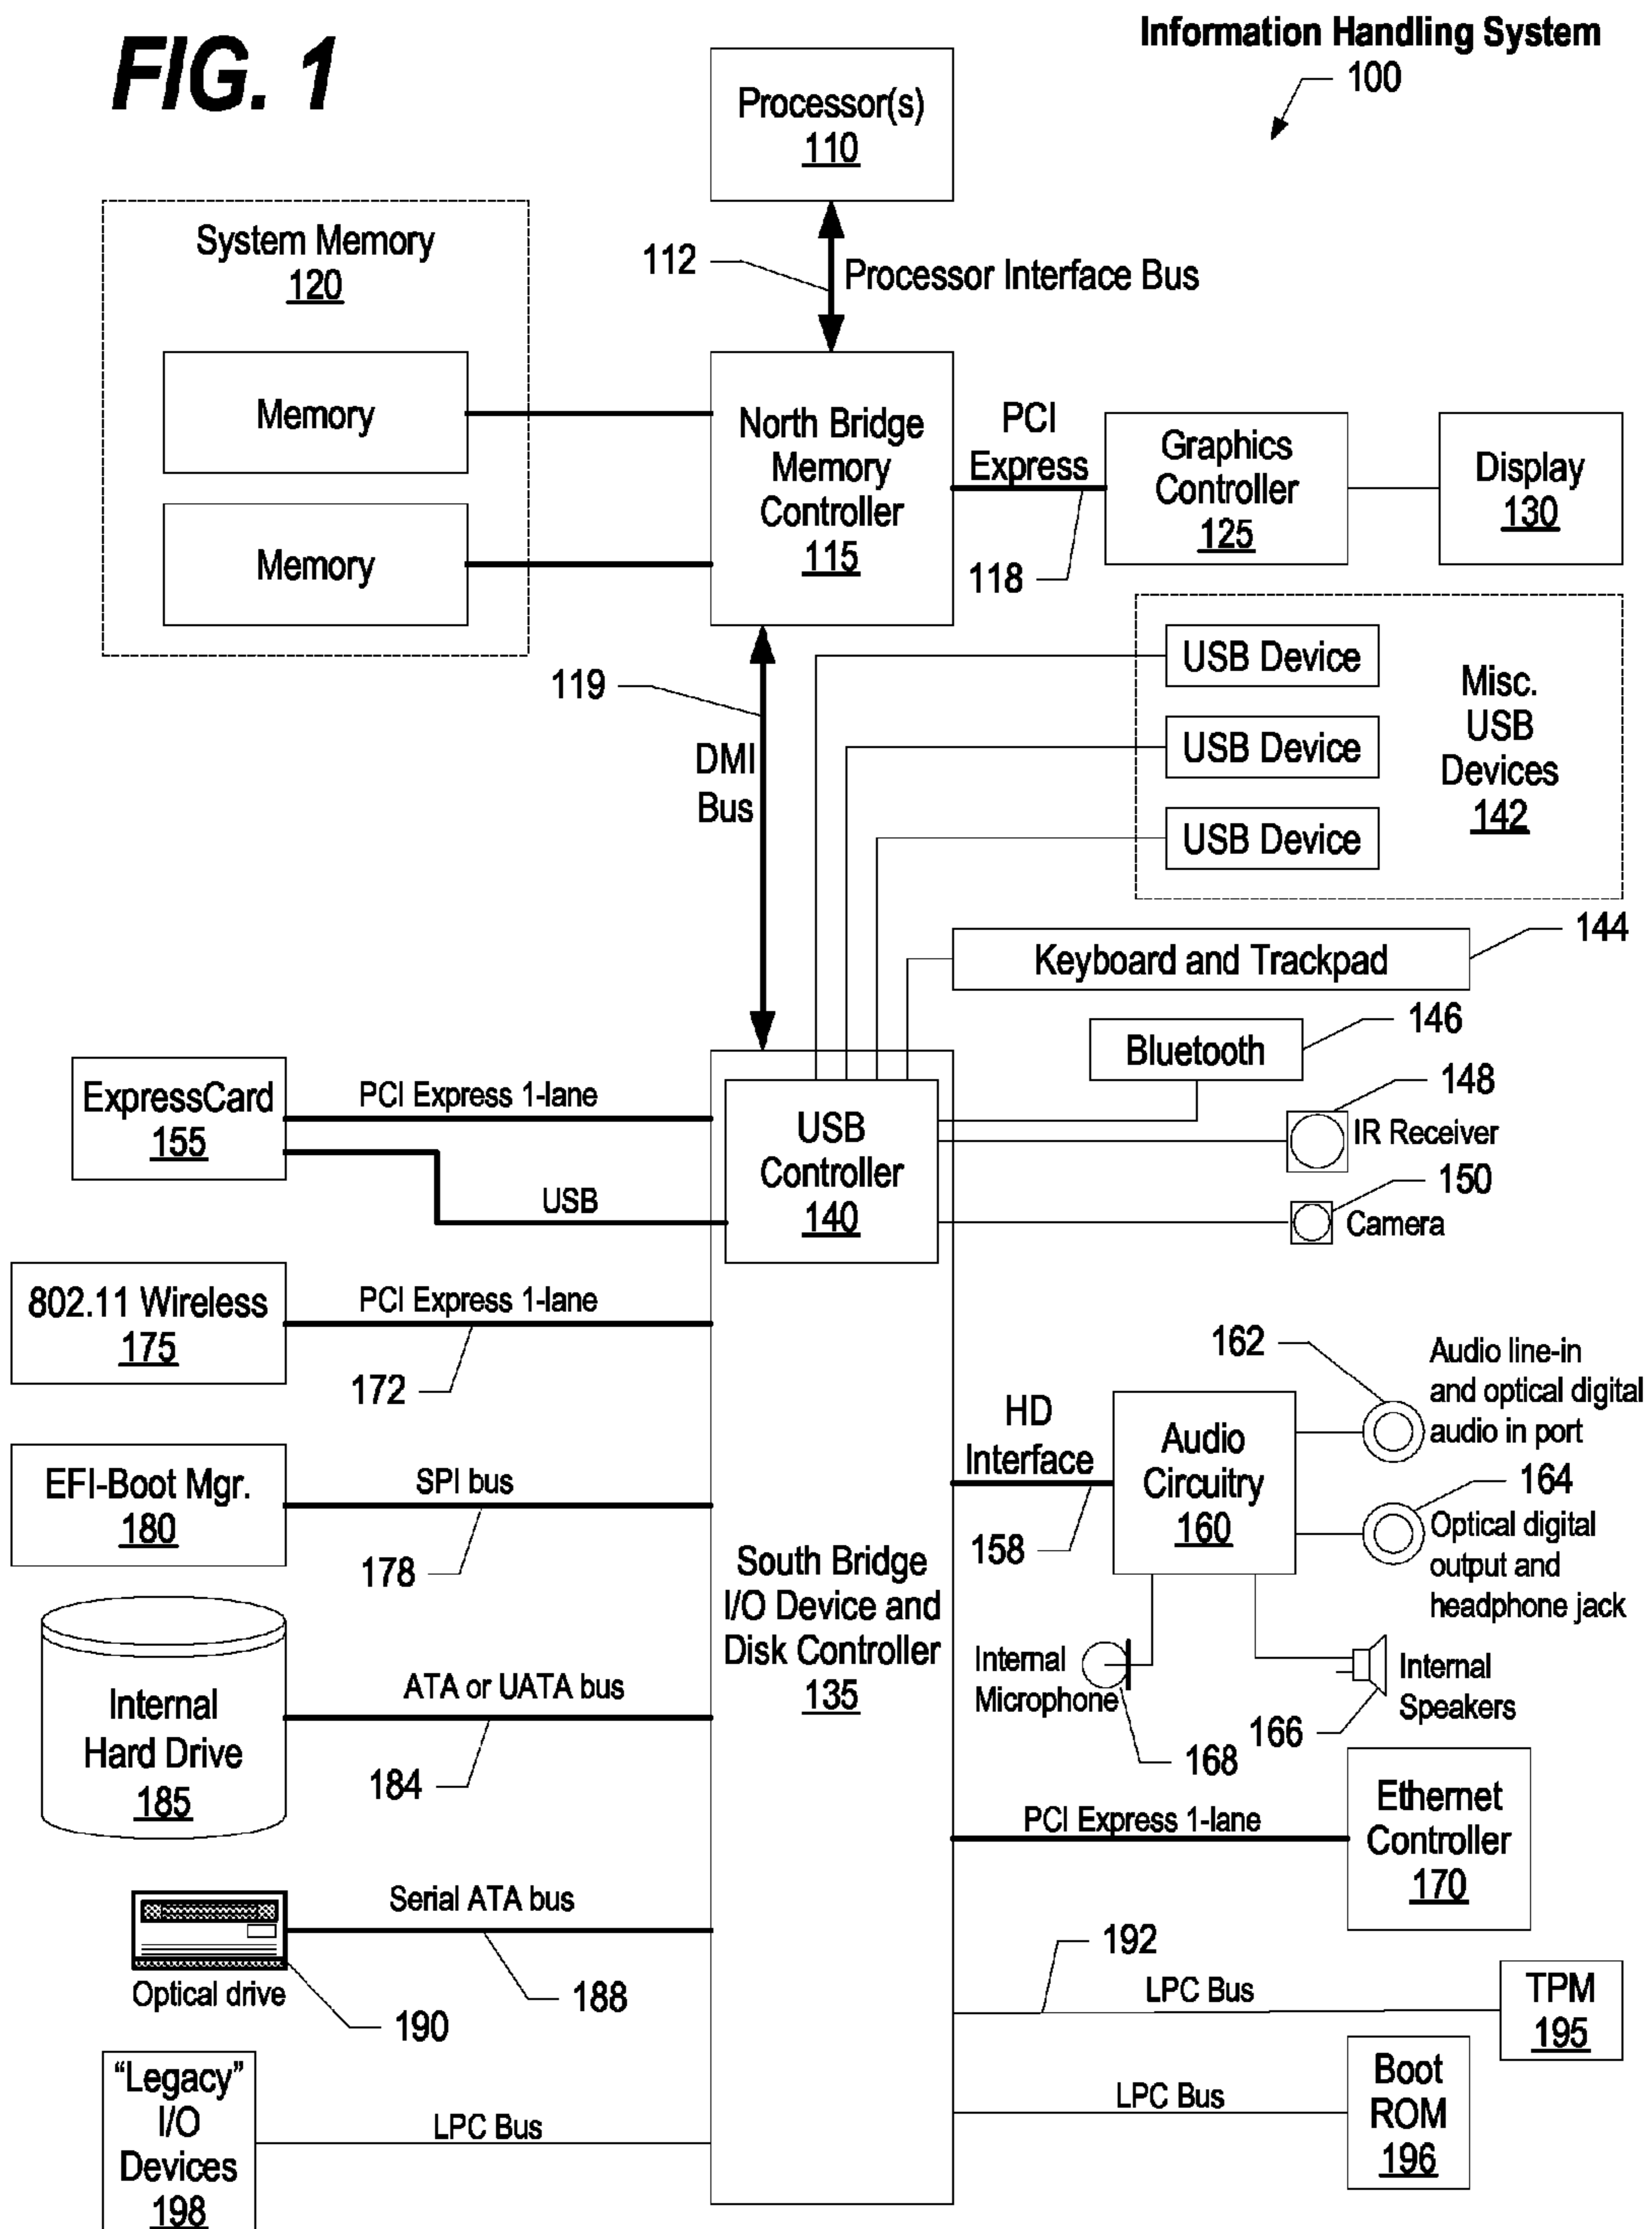 FIG. 1
Information Handling System
100
Processor(s)
110
112
Processor Interface Bus
System Memory
120
Memory
Memory
North Bridge
Memory
Controller
115
PCI
Express
118
Graphics
Controller
125
Display
130
119
DMI
Bus
USB Device
USB Device
USB Device
Misc.
USB
Devices
142
Keyboard and Trackpad
144
Bluetooth
146
148
IR Receiver
150
Camera
ExpressCard
155
PCI Express 1-lane
USB
USB
Controller
140
802.11 Wireless
175
PCI Express 1-lane
172
EFI-Boot Mgr.
180
SPI bus
178
South Bridge
I/O Device and
Disk Controller
135
HD
Interface
158
Audio
Circuitry
160
162
Audio line-in
and optical digital
audio in port
164
Optical digital
output and
headphone jack
Internal
Microphone
168
166
Internal
Speakers
Internal
Hard Drive
185
ATA or UATA bus
184
PCI Express 1-lane
Ethernet
Controller
170
Serial ATA bus
188
Optical drive
190
192
LPC Bus
TPM
195
LPC Bus
Boot
ROM
196
“Legacy”
I/O
Devices
198
LPC Bus